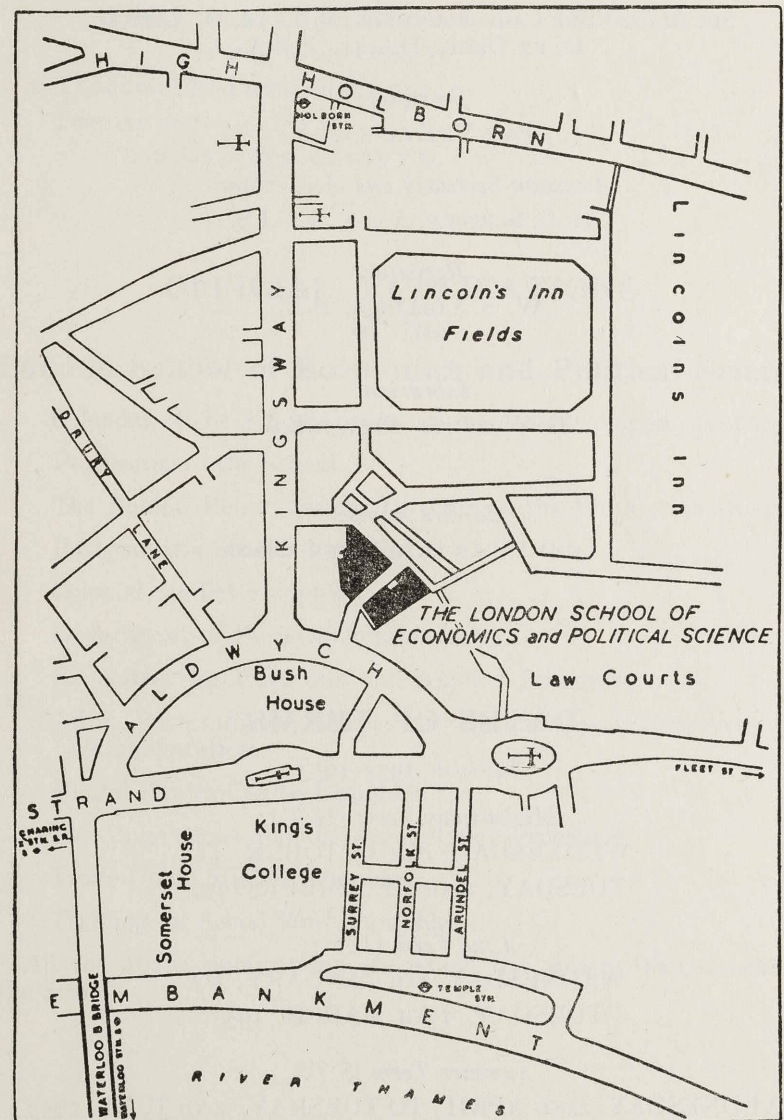 HIGH HOLBORN
HOLBORN
STN.
KINGSWAY
Lincoln's Inn
Fields
Lincolns Inn
DRURY
LANE
THE LONDON SCHOOL OF
ECONOMICS and POLITICAL SCIENCE
ALDWYCH
Bush
House
Law Courts
FLEET ST
STRAND
CHARING
STN. S.R.
King's
College
Somerset
House
SURREY ST.
NORFOLK ST.
ARUNDEL ST.
TEMPLE
STN.
EMBANKMENT
WATERLOO BRIDGE
WATERLOO STN.
RIVER THAMES